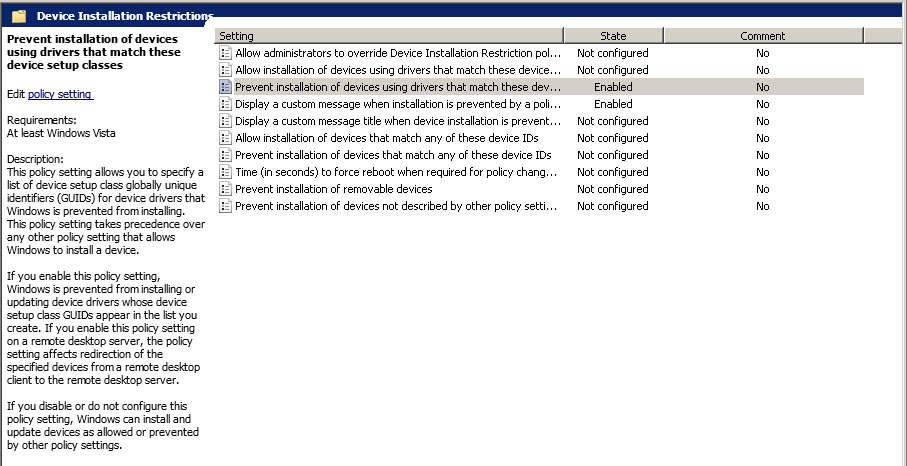 Device Installation Restrictions
Prevent installation of devices
using drivers that match these
device setup classes
Edit policy setting
Requirements:
At least Windows Vista
Description:
This policy setting allows you to specify a
list of device setup class globally unique
identifiers (GUIDs) for device drivers that
Windows is prevented from installing.
This policy setting takes precedence over
any other policy setting that allows
Windows to install a device.
If you enable this policy setting,
Windows is prevented from installing or
updating device drivers whose device
setup class GUIDs appear in the list you
create. If you enable this policy setting
on a remote desktop server, the policy
setting affects redirection of the
specified devices from a remote desktop
client to the remote desktop server.
If you disable or do not configure this
policy setting, Windows can install and
update devices as allowed or prevented
by other policy settings.
Setting State Comment
Allow administrators to override Device Installation Restriction pol... Not configured No
Allow installation of devices using drivers that match these device... Not configured No
Prevent installation of devices using drivers that match these dev... Enabled No
Display a custom message when installation is prevented by a poli... Enabled No
Display a custom message title when device installation is prevent... Not configured No
Allow installation of devices that match any of these device IDs Not configured No
Prevent installation of devices that match any of these device IDs Not configured No
Time (in seconds) to force reboot when required for policy chang... Not configured No
Prevent installation of removable devices Not configured No
Prevent installation of devices not described by other policy setti... Not configured No